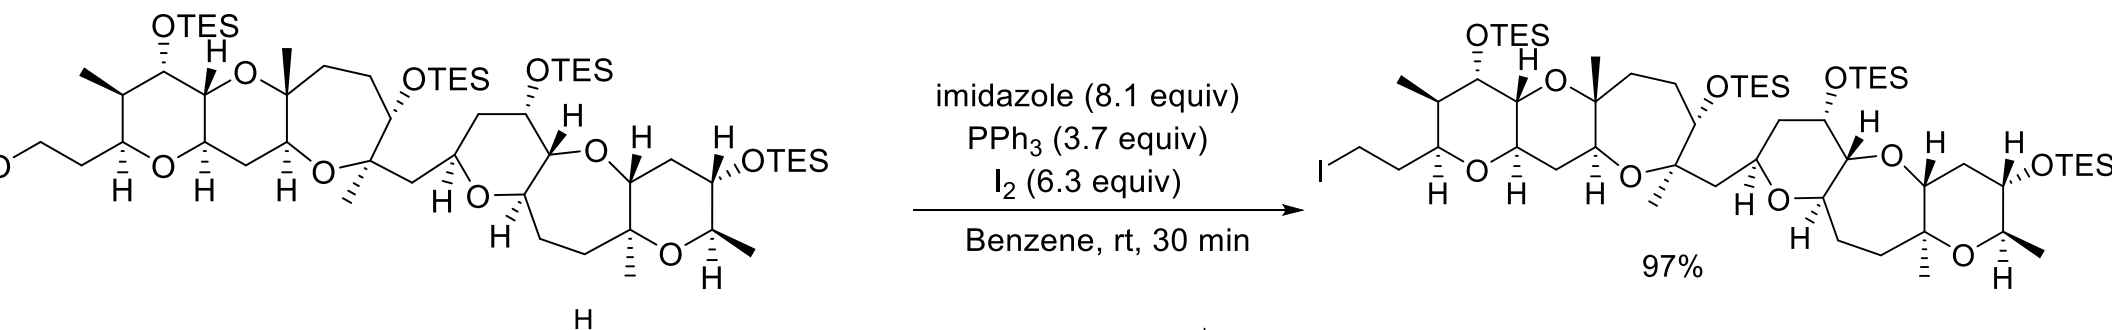 OTES
H
O
OTES
OTES
H
O
H
H
OTES
O
H
H
H
O
H
O
H
O
H
H
imidazole (8.1 equiv)
PPh3 (3.7 equiv)
I2 (6.3 equiv)
Benzene, rt, 30 min
OTES
H
O
OTES
OTES
H
O
H
H
OTES
I
O
H
H
H
O
H
O
H
O
H
97%